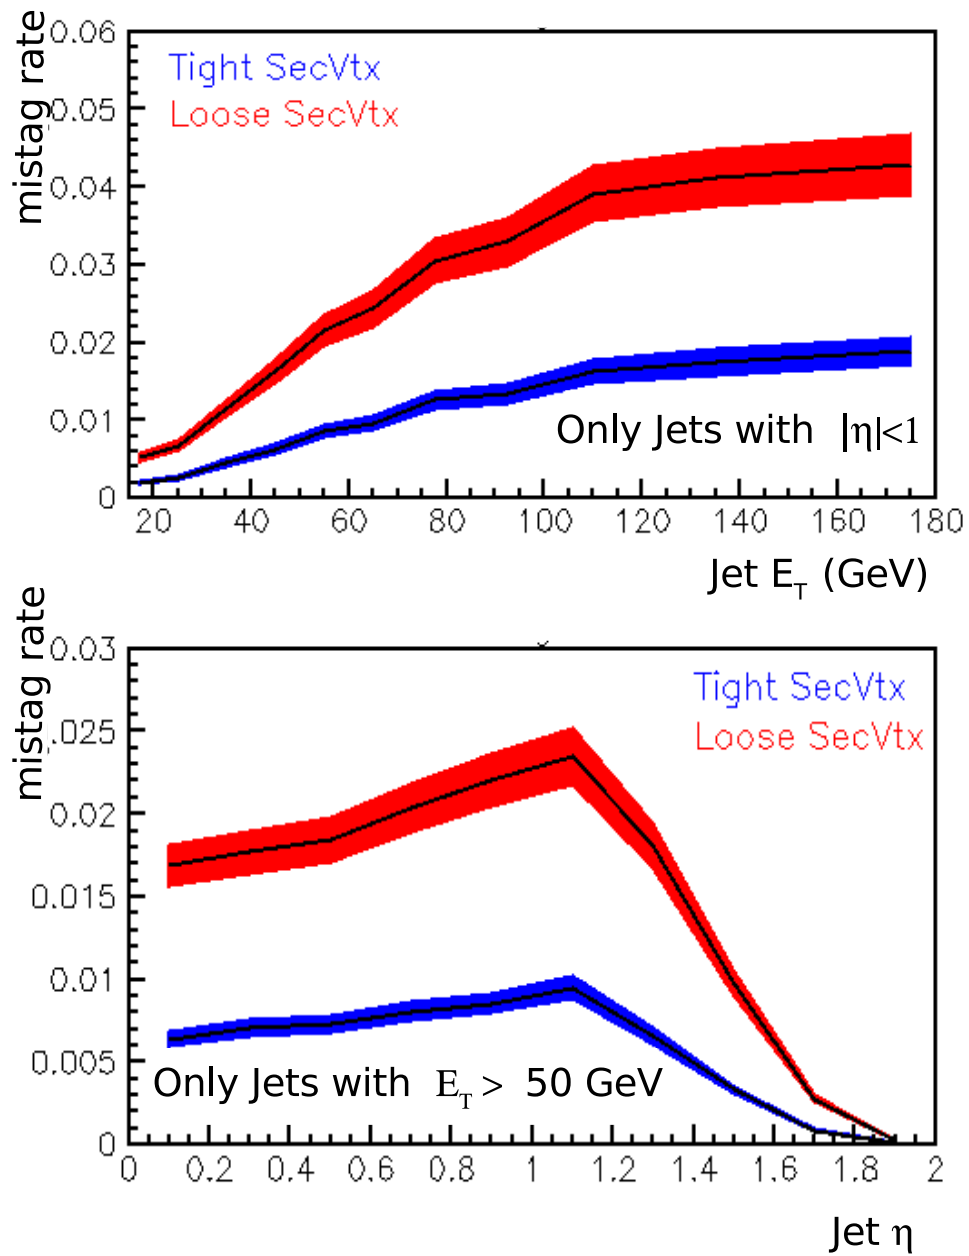 mistag rate
0.06
0.05
0.04
0.03
0.02
0.01
0
Tight SecVtx
Loose SecVtx
Only Jets with |η|<1
20 40 60 80 100 120 140 160 180
Jet E_T (GeV)
mistag rate
0.03
.025
0.02
0.015
0.01
0.005
0
Tight SecVtx
Loose SecVtx
Only Jets with E_T > 50 GeV
0 0.2 0.4 0.6 0.8 1 1.2 1.4 1.6 1.8 2
Jet η